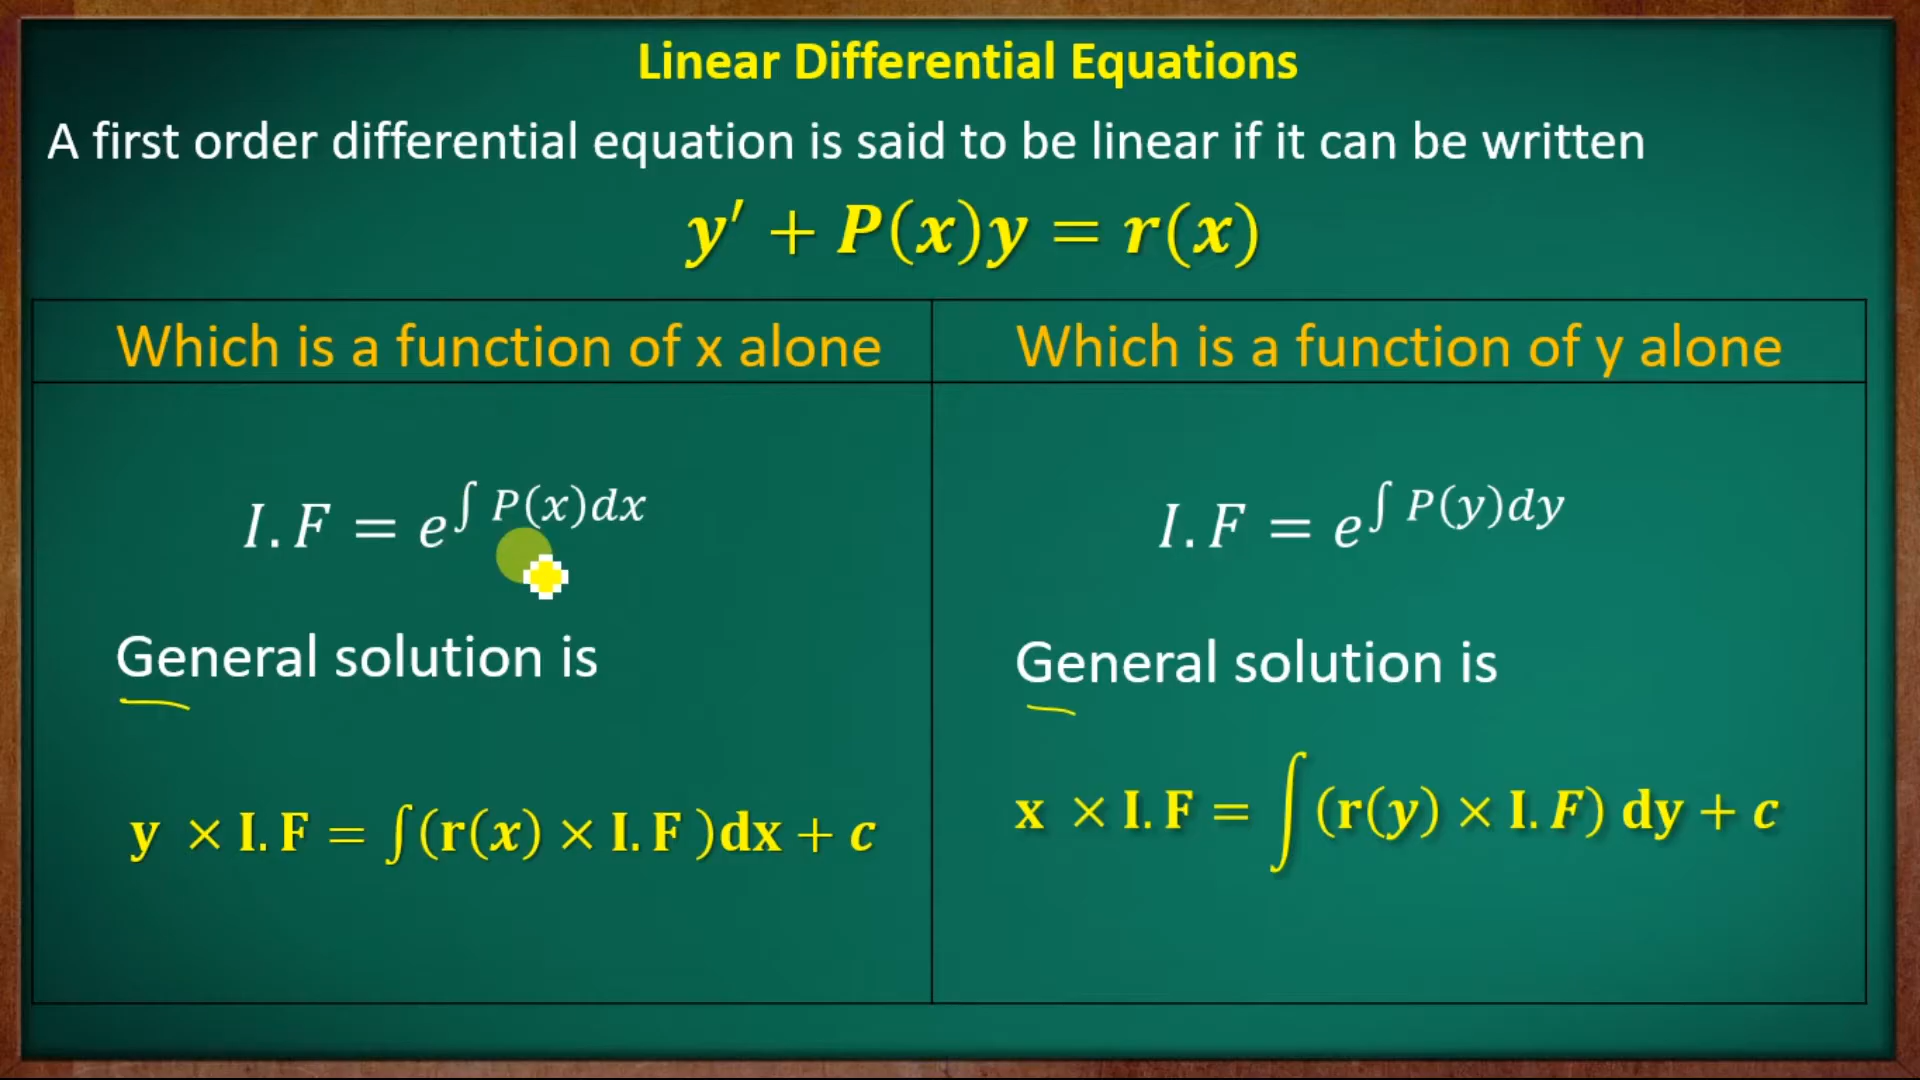 Linear Differential Equations
A first order differential equation is said to be linear if it can be written
y′ + P(x)y = r(x)
Which is a function of x alone
Which is a function of y alone
I.F = e^∫ P(x)dx
I.F = e^∫ P(y)dy
General solution is
General solution is
y × I.F = ∫(r(x) × I.F )dx + c
x × I.F = ∫(r(y) × I.F) dy + c